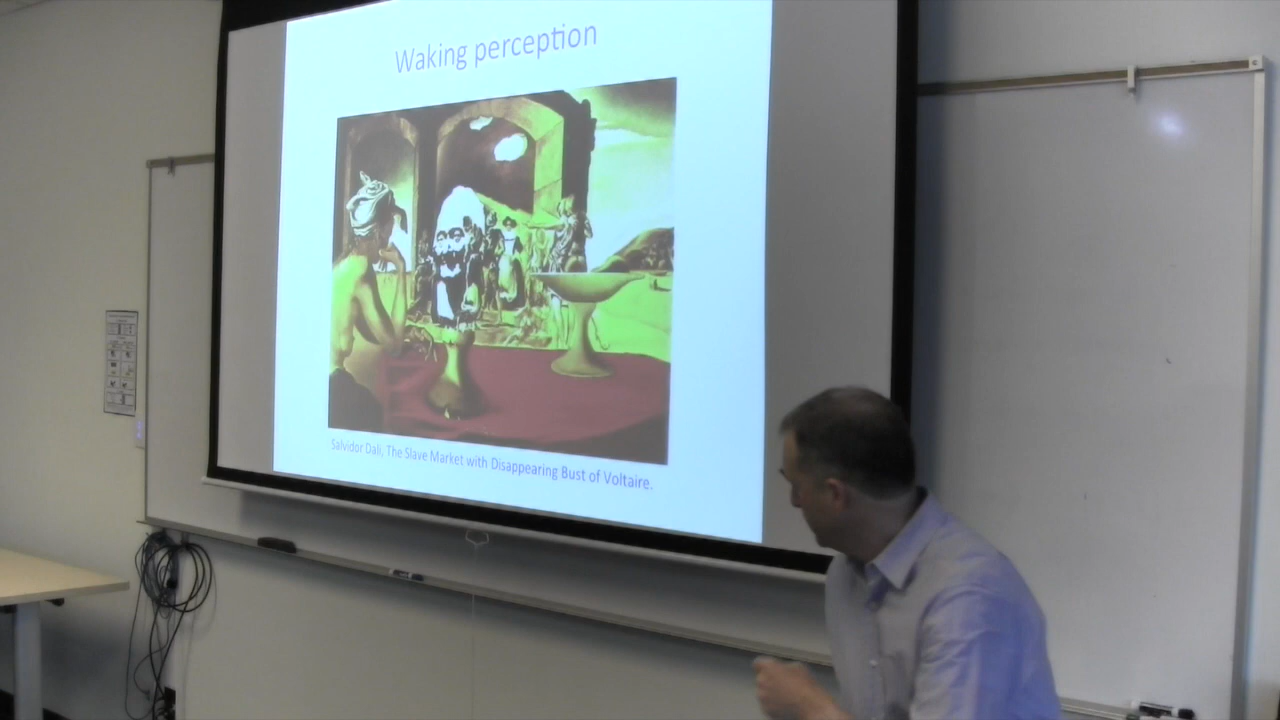 Waking perception
Salvidor Dali, The Slave Market with Disappearing Bust of Voltaire.